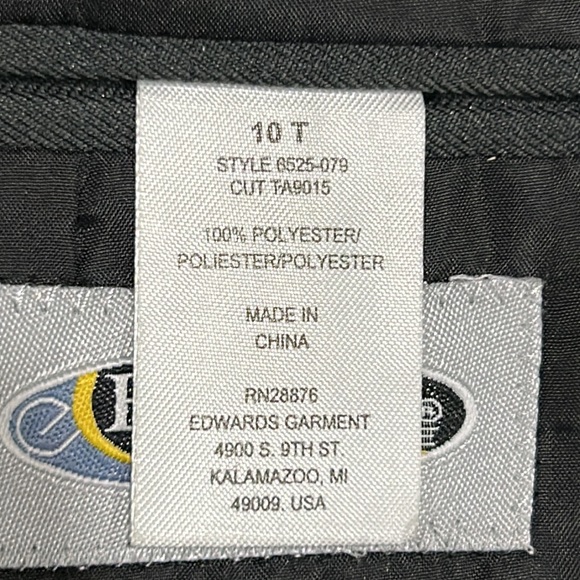 10 T
STYLE 6525-079
CUT TA9015
100% POLYESTER/
POLIESTER/POLYESTER
MADE IN
CHINA
RN28876
EDWARDS GARMENT
4900 S. 9TH ST.
KALAMAZOO, MI
49009. USA
e